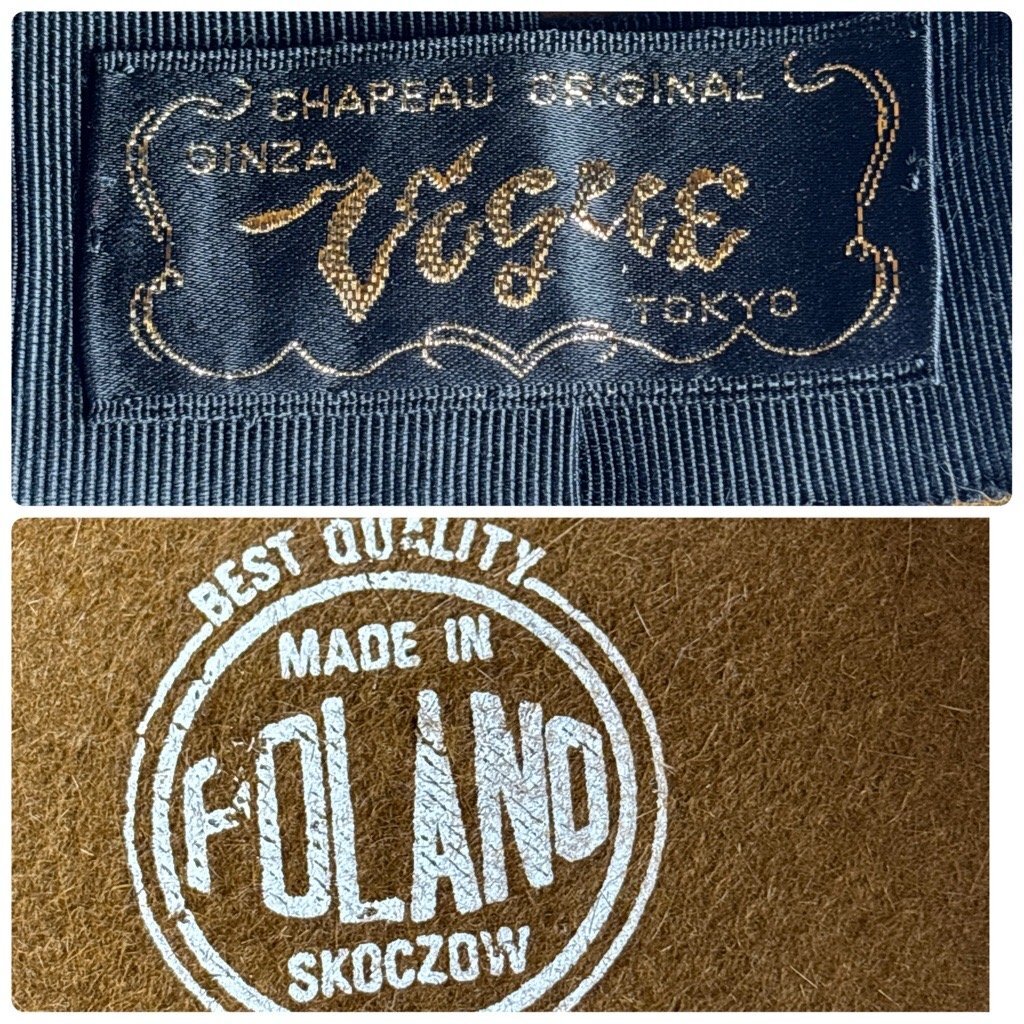 CHAPEAU ORIGINAL
GINZA
Vogue
TOKYO
BEST QUALITY
MADE IN
POLAND
SKOCZOW